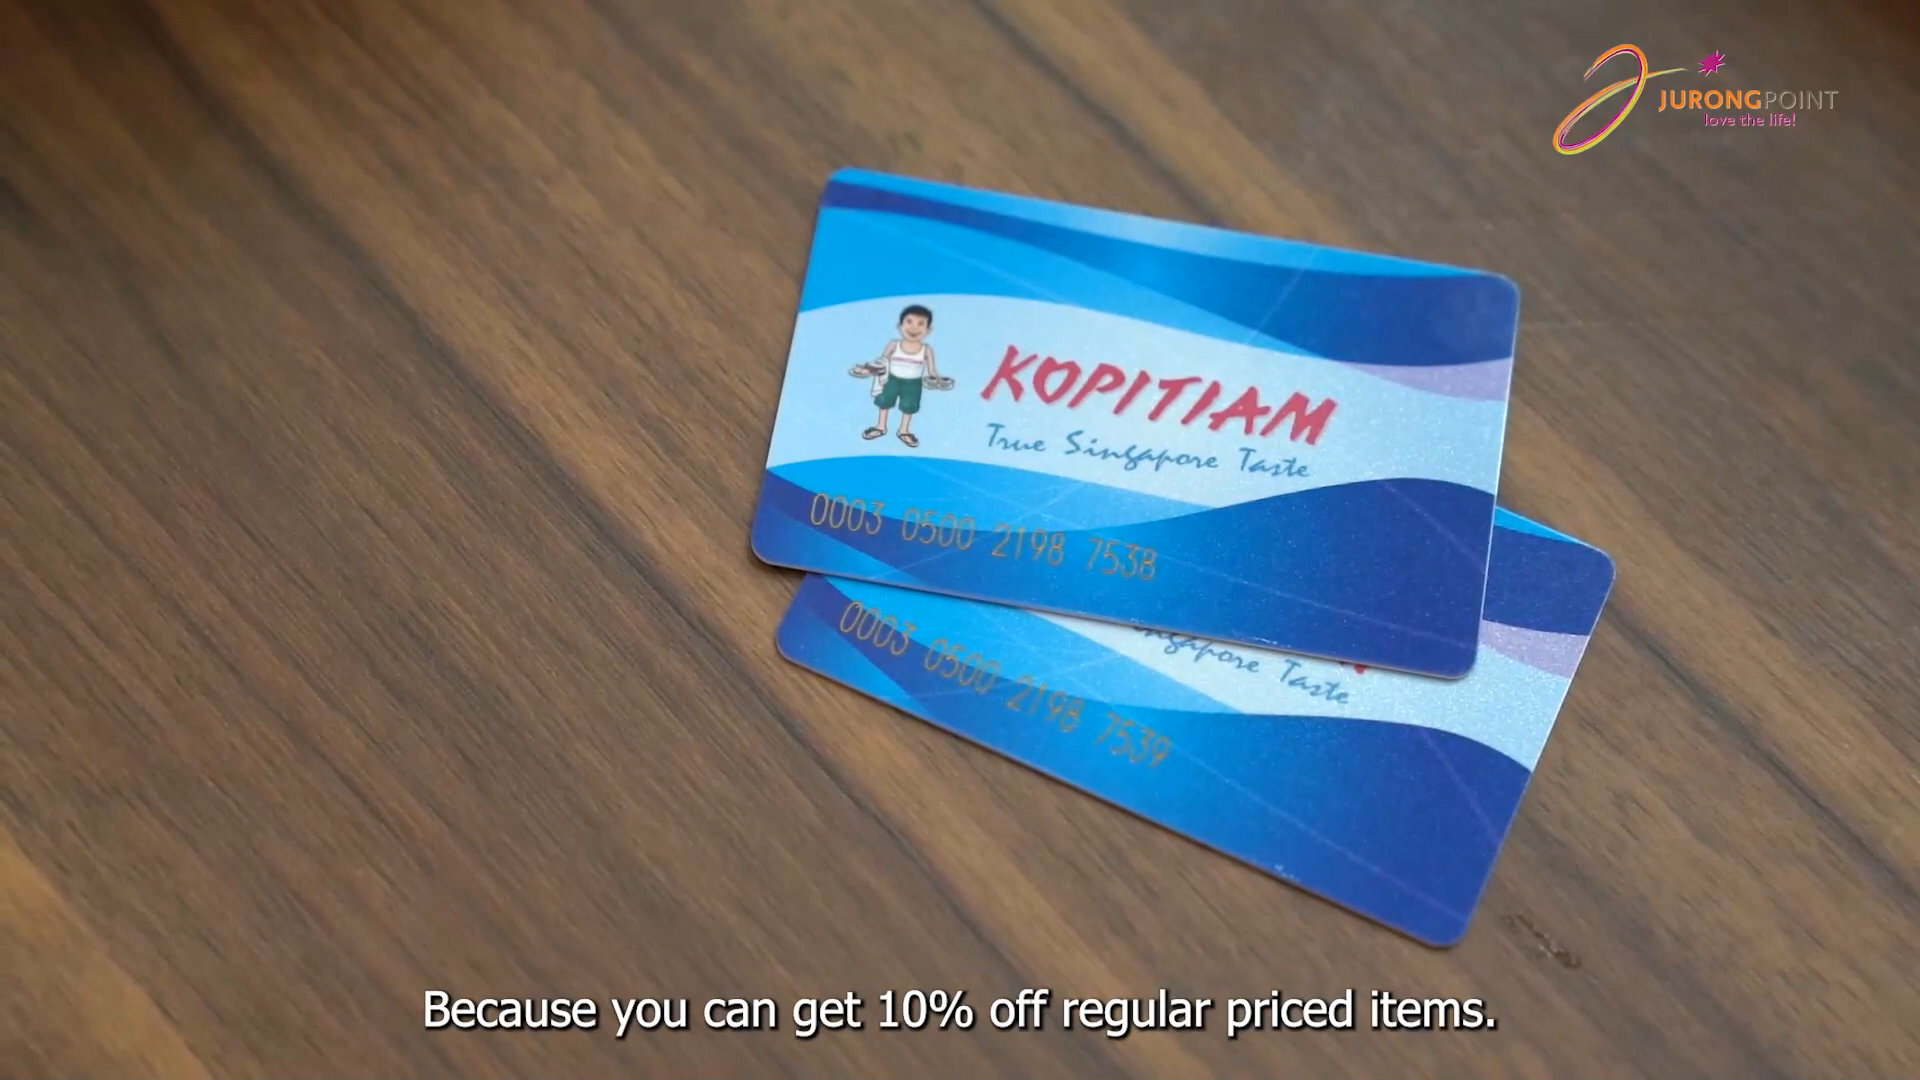 JURONGPOINT
love the life!
KOPITIAM
True Singapore Taste
0003 0500 2198 7538
ngapore Taste
0003 0500 2198 7539
Because you can get 10% off regular priced items.